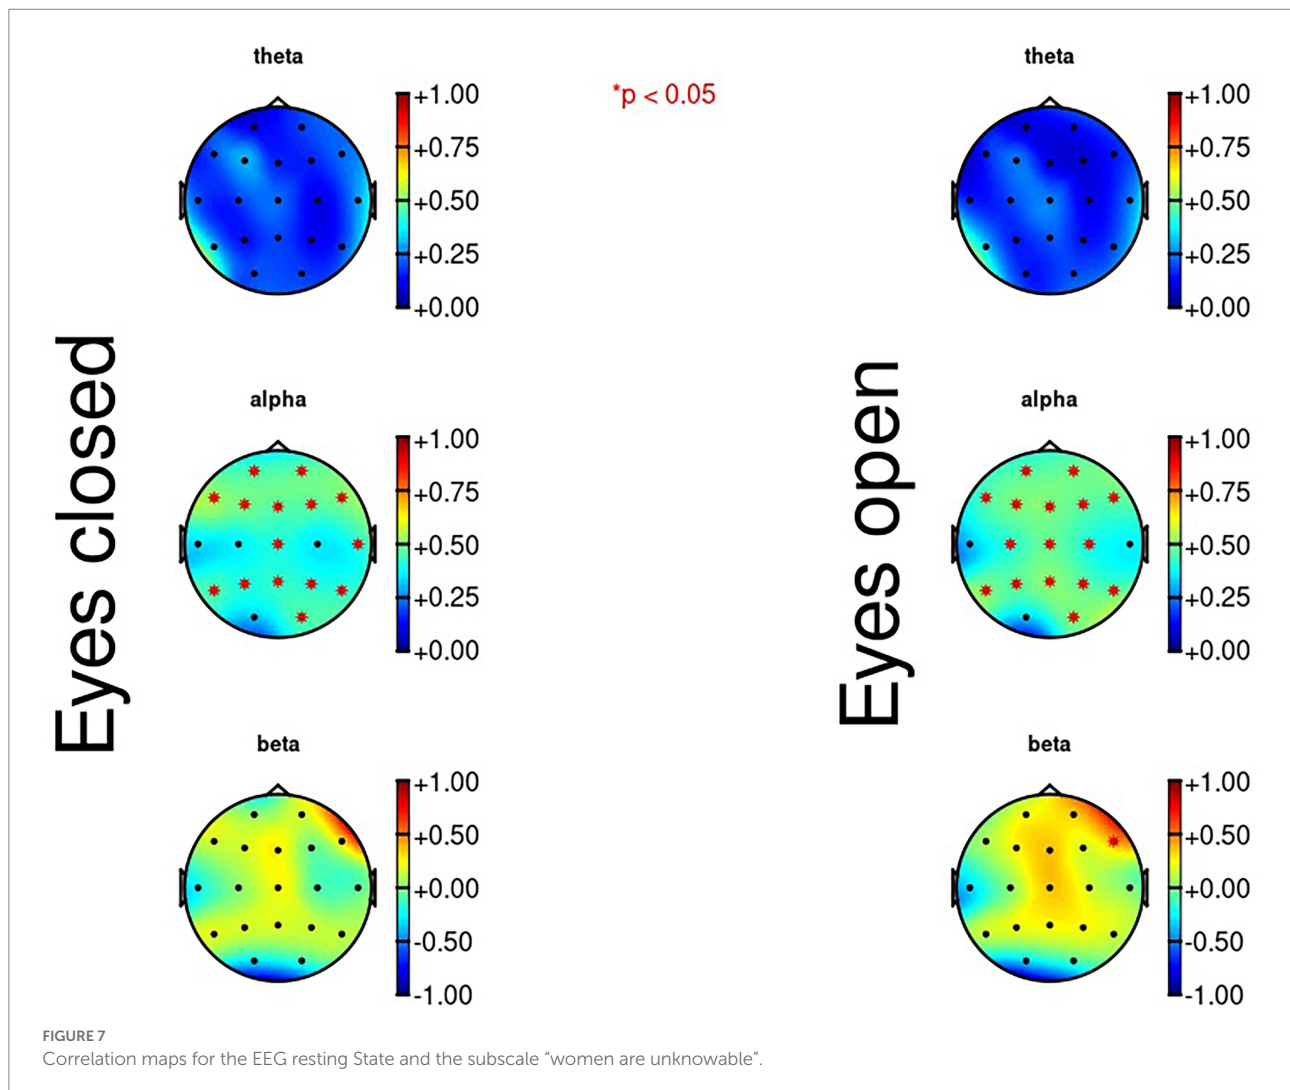 theta
+1.00
+0.75
+0.50
+0.25
+0.00
*p < 0.05
theta
+1.00
+0.75
+0.50
+0.25
+0.00
Eyes closed
alpha
+1.00
+0.75
+0.50
+0.25
+0.00
Eyes open
alpha
+1.00
+0.75
+0.50
+0.25
+0.00
beta
+1.00
+0.50
+0.00
-0.50
-1.00
beta
+1.00
+0.50
+0.00
-0.50
-1.00
FIGURE 7
Correlation maps for the EEG resting State and the subscale “women are unknowable”.